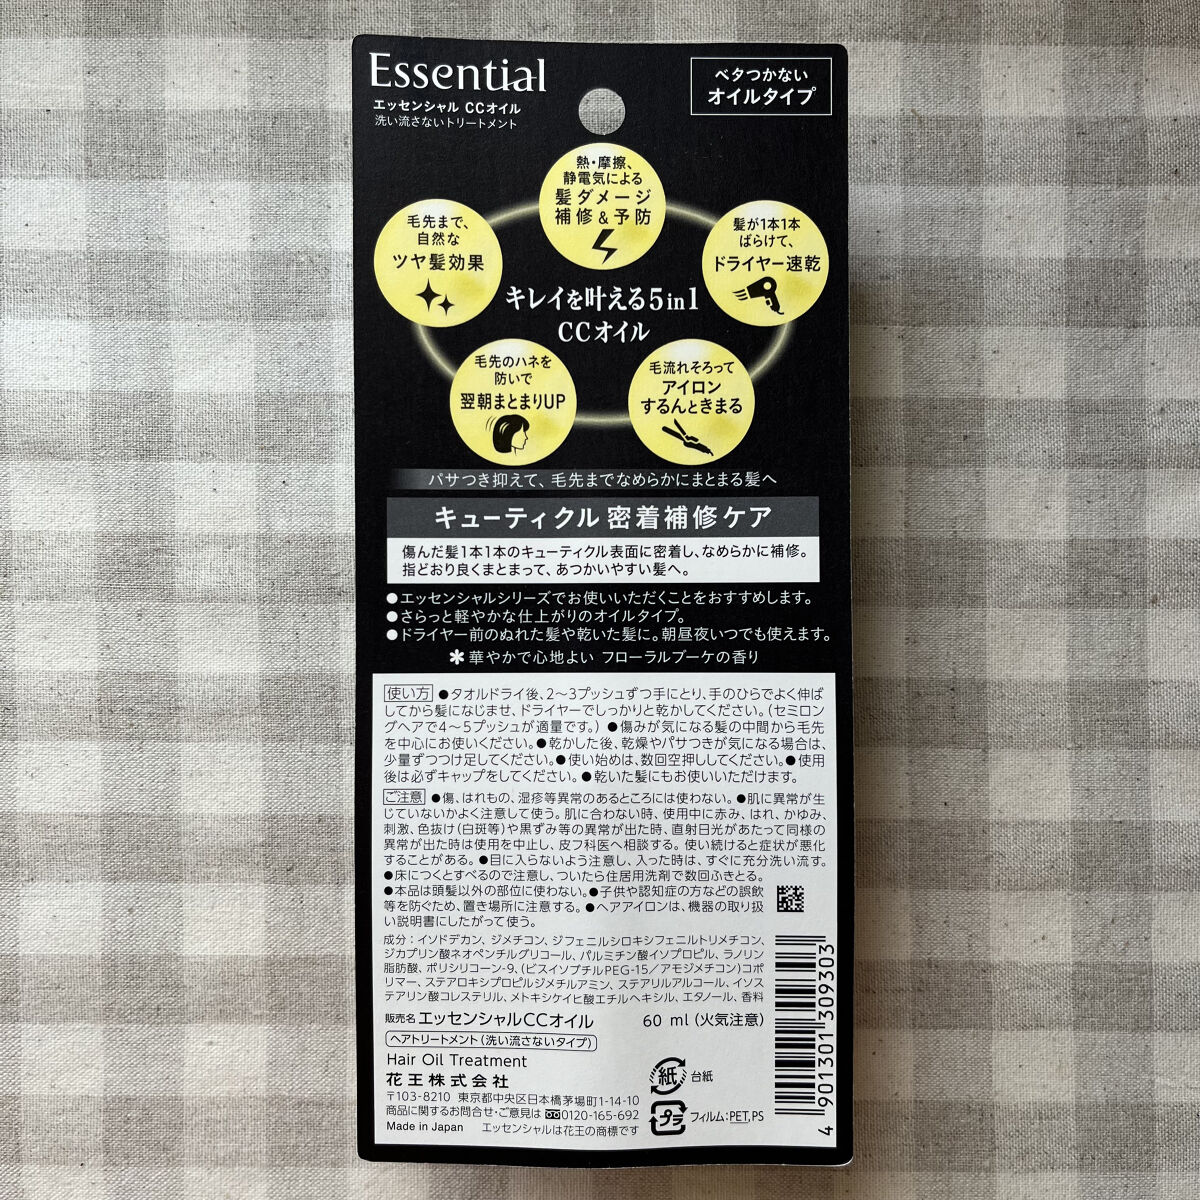 Essential
エッセンシャル CCオイル
洗い流さないトリートメント
ベタつかない
オイルタイプ
熱・摩擦、
静電気による
髪ダメージ
補修&予防
毛先まで、
自然な
ツヤ髪効果
髪が1本1本
ばらけて、
ドライヤー速乾
キレイを叶える5in1
CCオイル
毛先のハネを
防いで
翌朝まとまりUP
毛流れそろって
アイロン
するんときまる
パサつき抑えて、毛先までなめらかにまとまる髪へ
キューティクル密着補修ケア
傷んだ髪1本1本のキューティクル表面に密着し、なめらかに補修。
指どおり良くまとまって、あつかいやすい髪へ。
●エッセンシャルシリーズでお使いいただくことをおすすめします。
●さらっと軽やかな仕上がりのオイルタイプ。
●ドライヤー前のぬれた髪や乾いた髪に。朝昼夜いつでも使えます。
＊華やかで心地よい フローラルブーケの香り
使い方 ●タオルドライ後、2〜3プッシュずつ手にとり、手のひらでよく伸ば
してから髪になじませ、ドライヤーでしっかりと乾かしてください。(セミロン
グヘアで4〜5プッシュが適量です。) ●傷みが気になる髪の中間から毛先
を中心にお使いください。●乾かした後、乾燥やパサつきが気になる場合は、
少量ずつつけ足してください。●使い始めは、数回空押ししてください。●使用
後は必ずキャップをしてください。 ●乾いた髪にもお使いいただけます。
ご注意 ●傷、はれもの、湿疹等異常のあるところには使わない。●肌に異常が生
じていないかよく注意して使う。肌に合わない時、使用中に赤み、はれ、かゆみ、
刺激、色抜け(白斑等)や黒ずみ等の異常が出た時、直射日光があたって同様の
異常が出た時は使用を中止し、皮フ科医へ相談する。使い続けると症状が悪化
することがある。●目に入らないよう注意し、入った時は、すぐに充分洗い流す。
●床につくとすべるので注意し、ついたら住居用洗剤で数回ふきとる。
●本品は頭髪以外の部位に使わない。●子供や認知症の方などの誤飲
等を防ぐため、置き場所に注意する。●ヘアアイロンは、機器の取り扱
い説明書にしたがって使う。
成分：イソドデカン、ジメチコン、ジフェニルシロキシフェニルトリメチコン、
ジカプリン酸ネオペンチルグリコール、パルミチン酸イソプロピル、ラノリン
脂肪酸、ポリシリコーン-9、(ビスイソブチルPEG-15/アモジメチコン)コポ
リマー、ステアロキシプロピルジメチルアミン、ステアリルアルコール、イソス
テアリン酸コレステリル、メトキシケイヒ酸エチルヘキシル、エタノール、香料
販売名 エッセンシャルCCオイル 60 ml (火気注意)
ヘアトリートメント(洗い流さないタイプ)
Hair Oil Treatment
花王株式会社
〒103-8210 東京都中央区日本橋茅場町1-14-10
商品に関するお問合せ・ご意見は 0120-165-692
Made in Japan エッセンシャルは花王の商標です
紙 台紙
プラ フィルム:PET,PS
4 901301 309303